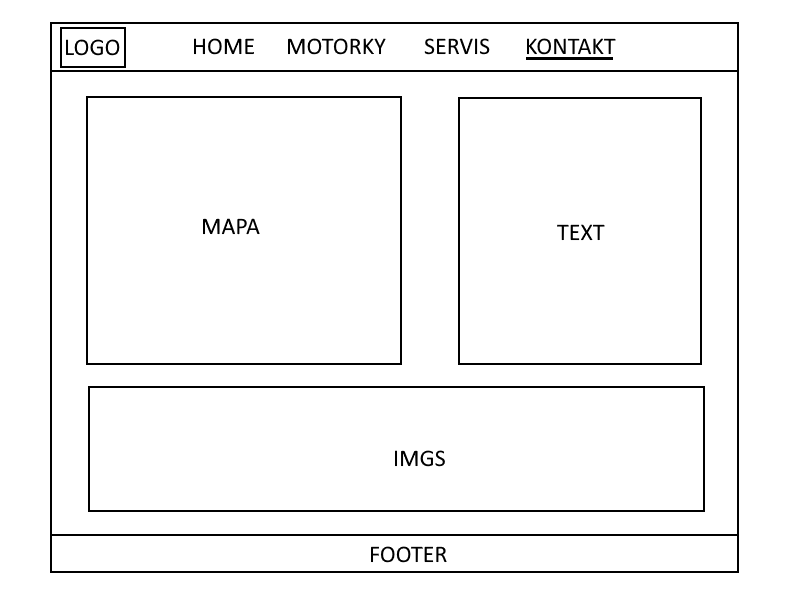 LOGO HOME MOTORKY SERVIS KONTAKT
MAPA
TEXT
IMGS
FOOTER